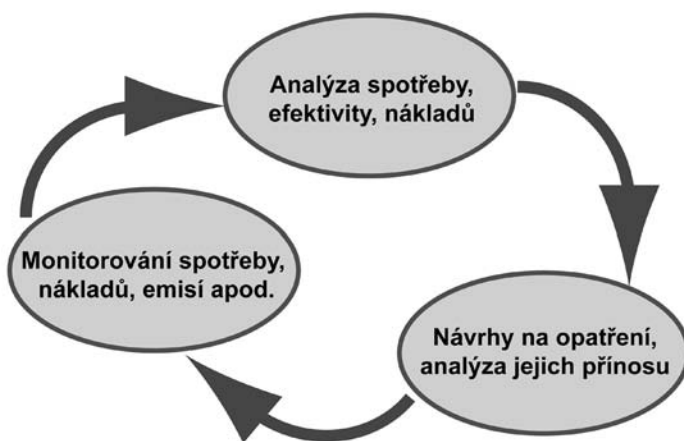 Analýza spotřeby,
efektivity, nákladů
Monitorování spotřeby,
nákladů, emisí apod.
Návrhy na opatření,
analýza jejich přínosu